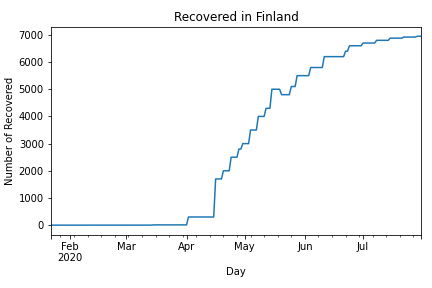 Recovered in Finland
7000
6000
5000
4000
3000
2000
1000
0
Number of Recovered
Feb
2020
Mar
Apr
May
Jun
Jul
Day